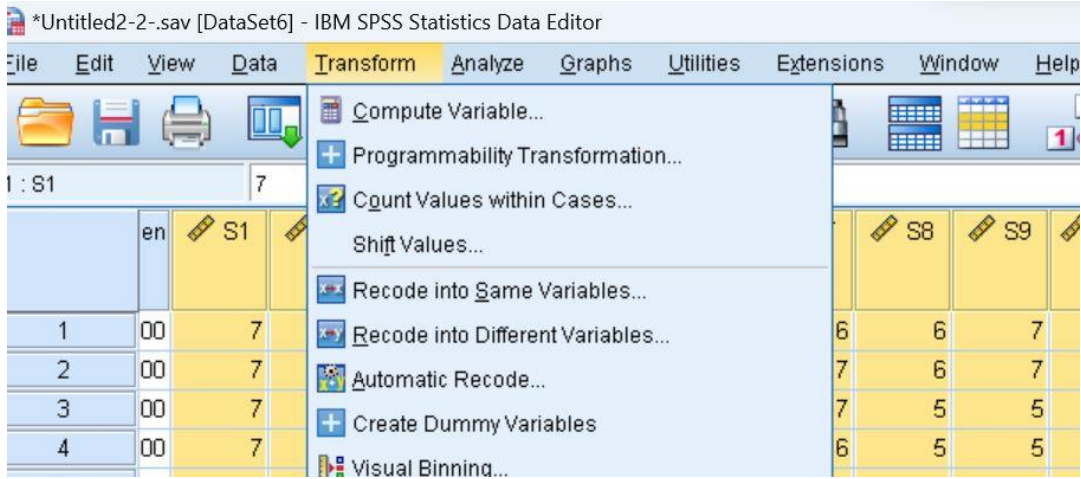 *Untitled2-2-.sav [DataSet6] - IBM SPSS Statistics Data Editor
File Edit View Data Transform Analyze Graphs Utilities Extensions Window Help
Compute Variable...
Programmability Transformation...
1 : S1 7
Count Values within Cases...
en S1 S8 S9
Shift Values...
Recode into Same Variables...
1 00 7 Recode into Different Variables... 6 6 7
2 00 7 Automatic Recode... 7 6 7
3 00 7 Create Dummy Variables 7 5 5
4 00 7 Visual Binning... 6 5 5